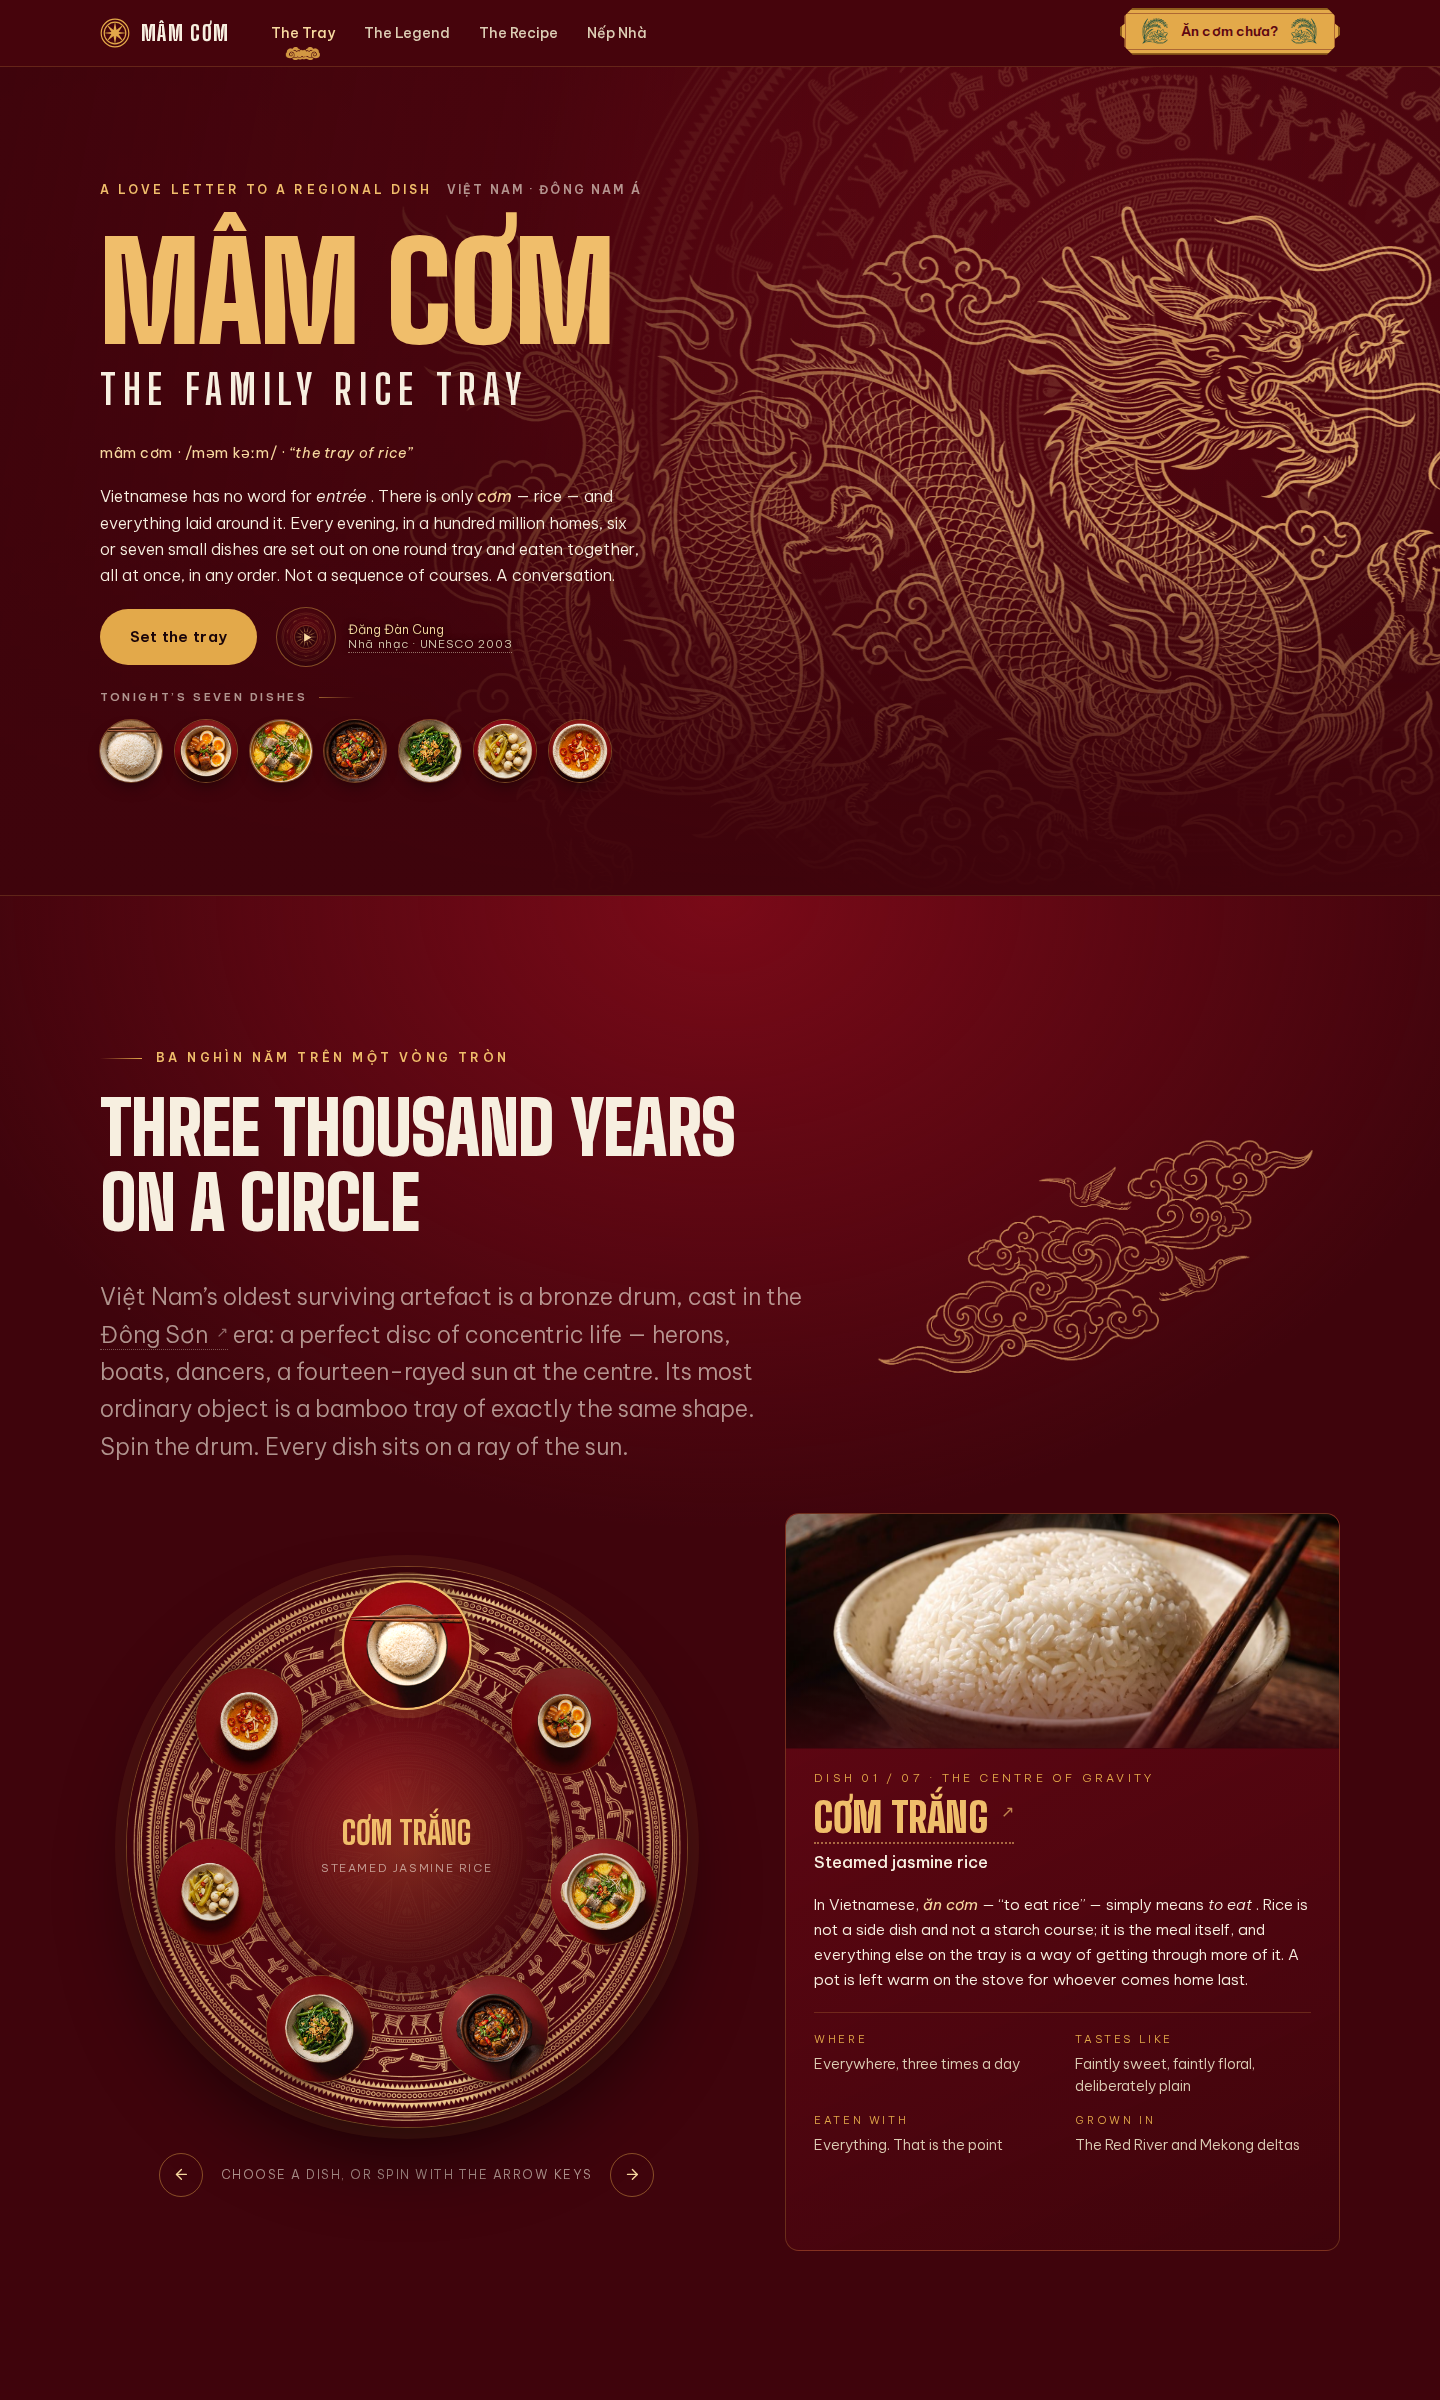 MÂM CƠM
The Tray
The Legend
The Recipe
Nếp Nhà
Ăn cơm chưa?
A LOVE LETTER TO A REGIONAL DISH VIỆT NAM · ĐÔNG NAM Á
MÂM CƠM
THE FAMILY RICE TRAY
mâm cơm · /məm kəːm/ · “the tray of rice”
Vietnamese has no word for entrée . There is only cơm — rice — and
everything laid around it. Every evening, in a hundred million homes, six
or seven small dishes are set out on one round tray and eaten together,
all at once, in any order. Not a sequence of courses. A conversation.
Set the tray
Đăng Đàn Cung
Nhã nhạc · UNESCO 2003
TONIGHT’S SEVEN DISHES
BA NGHÌN NĂM TRÊN MỘT VÒNG TRÒN
THREE THOUSAND YEARS
ON A CIRCLE
Việt Nam’s oldest surviving artefact is a bronze drum, cast in the
Đông Sơn ↗ era: a perfect disc of concentric life — herons,
boats, dancers, a fourteen-rayed sun at the centre. Its most
ordinary object is a bamboo tray of exactly the same shape.
Spin the drum. Every dish sits on a ray of the sun.
CƠM TRẮNG
STEAMED JASMINE RICE
← CHOOSE A DISH, OR SPIN WITH THE ARROW KEYS →
DISH 01 / 07 · THE CENTRE OF GRAVITY
CƠM TRẮNG ↗
Steamed jasmine rice
In Vietnamese, ăn cơm — “to eat rice” — simply means to eat . Rice is
not a side dish and not a starch course; it is the meal itself, and
everything else on the tray is a way of getting through more of it. A
pot is left warm on the stove for whoever comes home last.
WHERE
Everywhere, three times a day
TASTES LIKE
Faintly sweet, faintly floral,
deliberately plain
EATEN WITH
Everything. That is the point
GROWN IN
The Red River and Mekong deltas